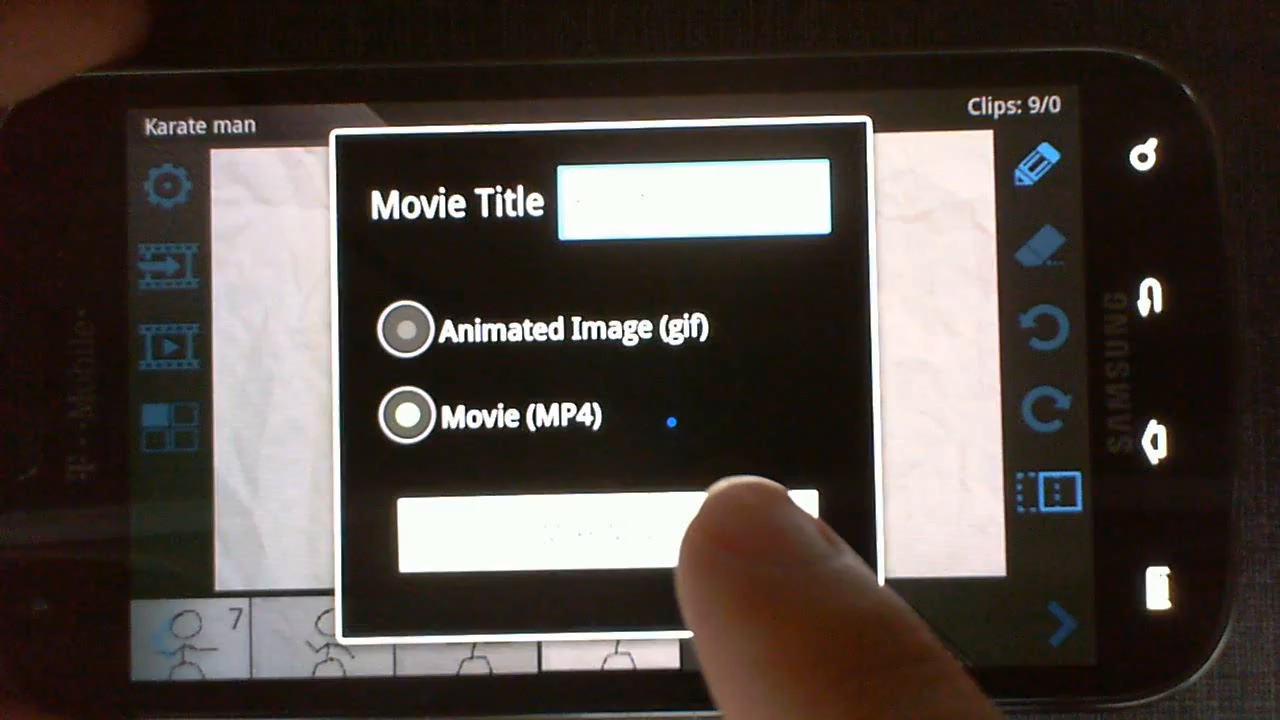 Karate man
Clips: 9/0
Movie Title
Animated Image (gif)
Movie (MP4)
7
T··Mobile·
SAMSUNG